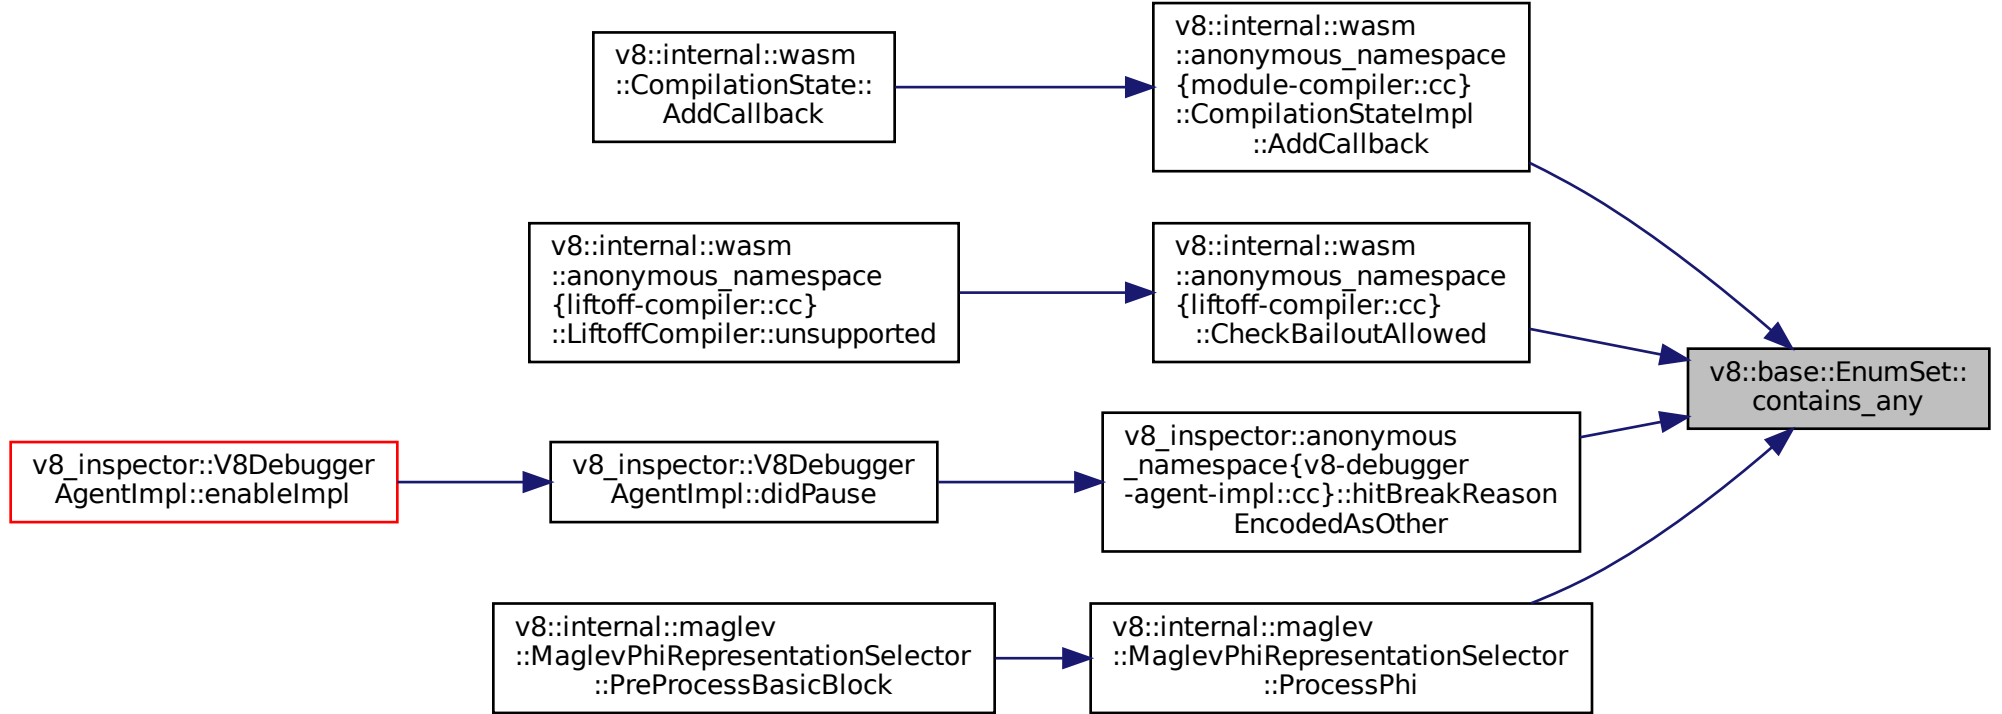 v8::internal::wasm
::CompilationState::
AddCallback
v8::internal::wasm
::anonymous_namespace
{module-compiler::cc}
::CompilationStateImpl
::AddCallback
v8::internal::wasm
::anonymous_namespace
{liftoff-compiler::cc}
::LiftoffCompiler::unsupported
v8::internal::wasm
::anonymous_namespace
{liftoff-compiler::cc}
::CheckBailoutAllowed
v8::base::EnumSet::
contains_any
v8_inspector::V8Debugger
AgentImpl::enableImpl
v8_inspector::V8Debugger
AgentImpl::didPause
v8_inspector::anonymous
_namespace{v8-debugger
-agent-impl::cc}::hitBreakReason
EncodedAsOther
v8::internal::maglev
::MaglevPhiRepresentationSelector
::PreProcessBasicBlock
v8::internal::maglev
::MaglevPhiRepresentationSelector
::ProcessPhi